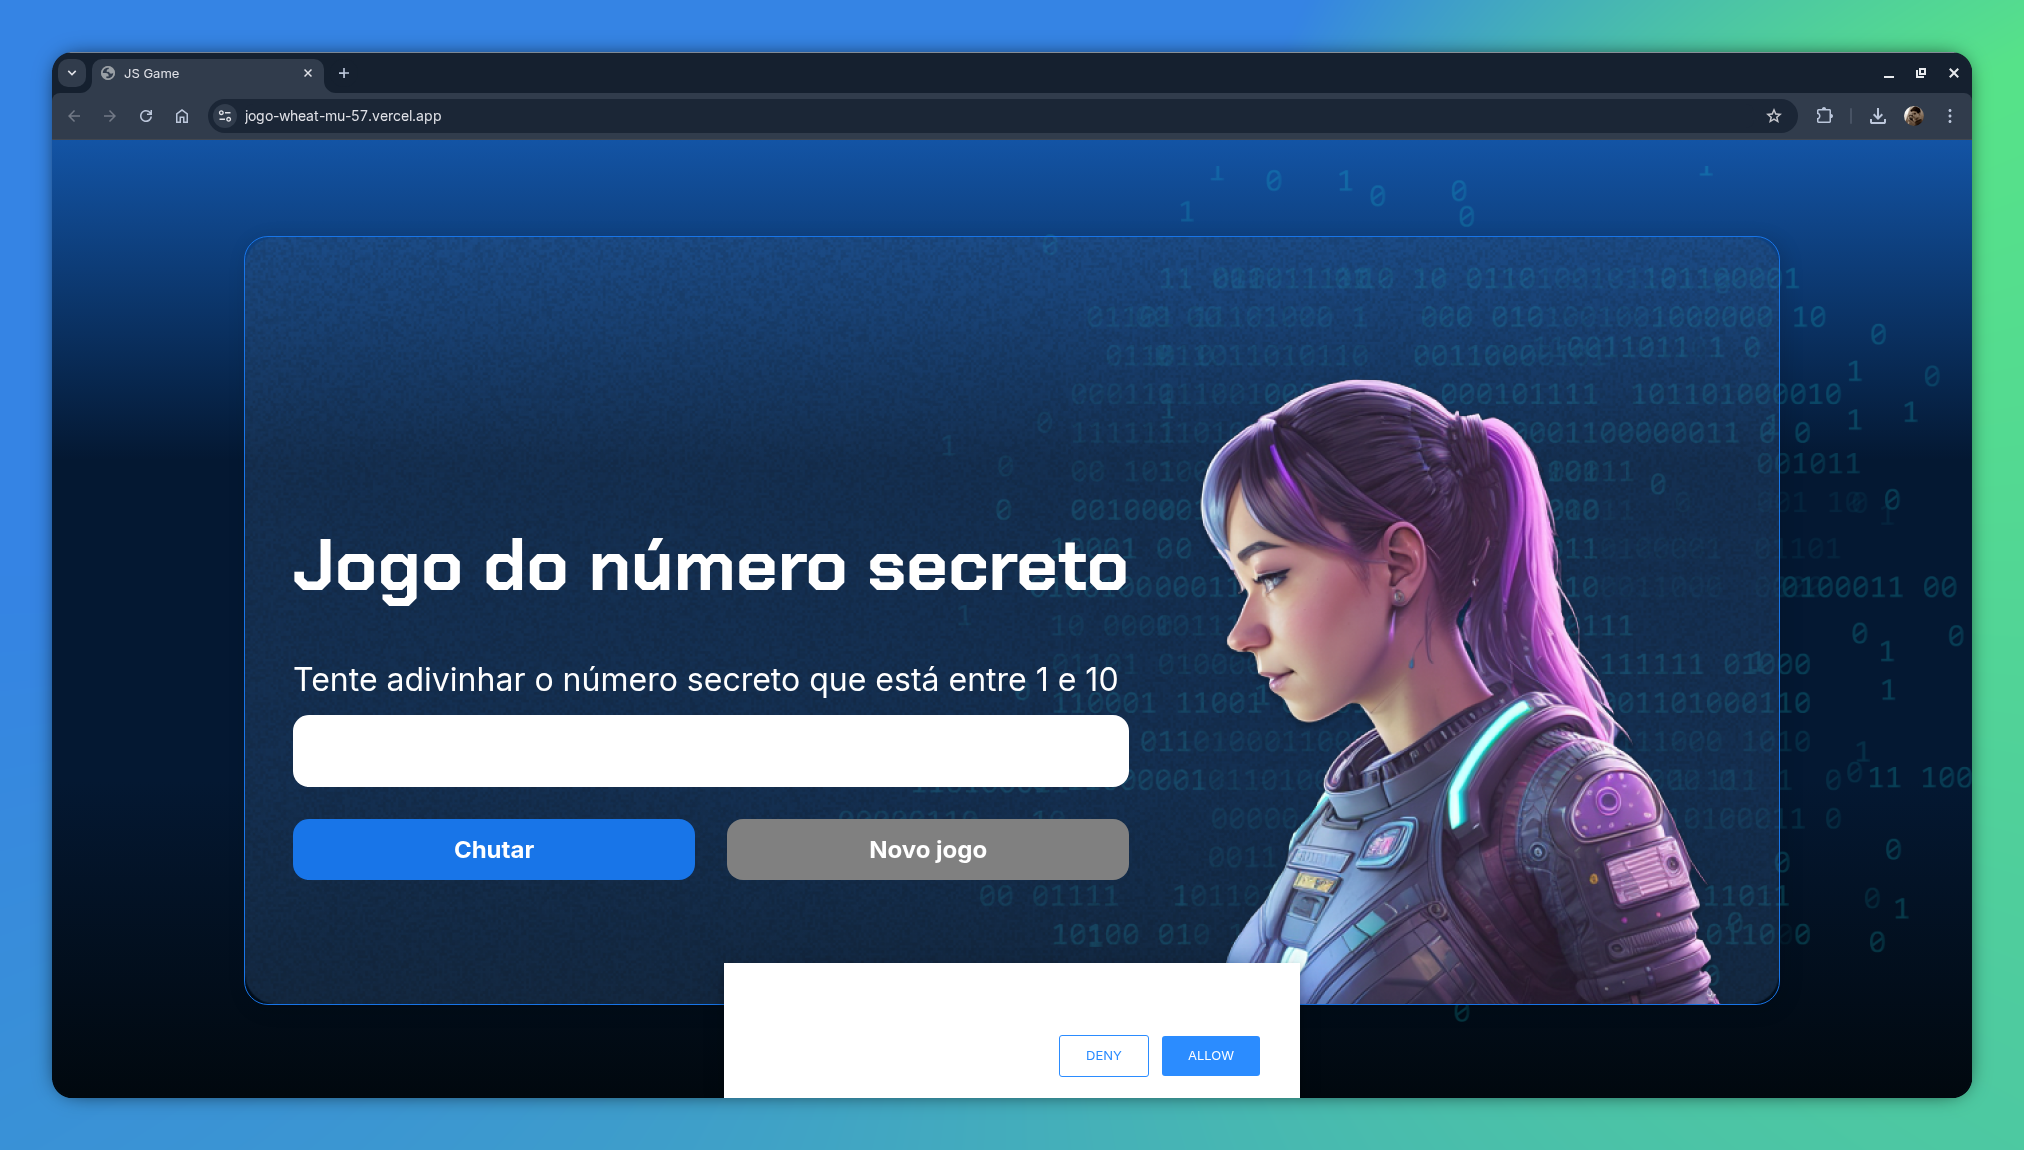 JS Game
jogo-wheat-mu-57.vercel.app
Jogo do número secreto
Tente adivinhar o número secreto que está entre 1 e 10
Chutar
Novo jogo
DENY
ALLOW